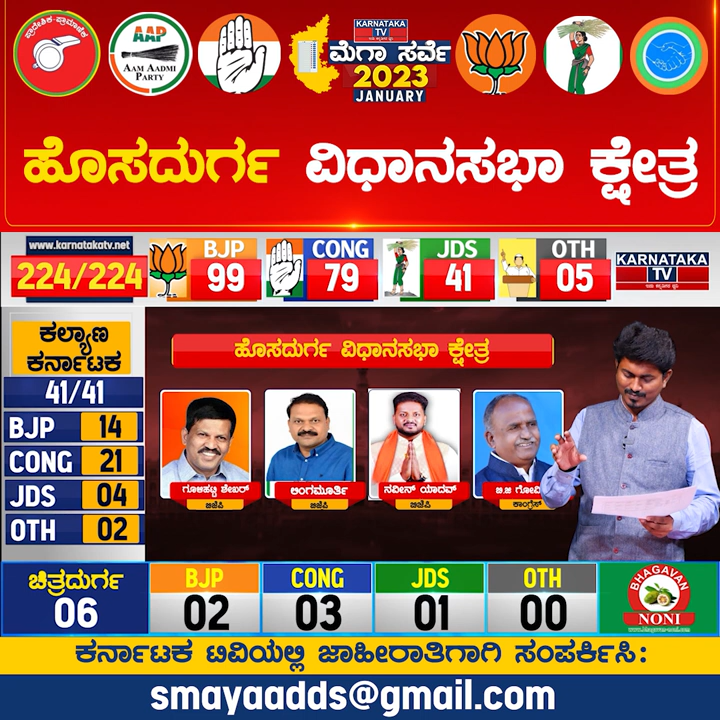 ಪ್ರಾದೇಶಿಕ ಪ್ರಾಮಾಣಿಕ
AAP
AAM AADMI
PARTY
KARNATAKA
TV
ಮೆಗಾ ಸರ್ವೆ
2023
JANUARY
ಹೊಸದುರ್ಗ ವಿಧಾನಸಭಾ ಕ್ಷೇತ್ರ
www.karnatakatv.net
224/224
BJP
99
CONG
79
JDS
41
OTH
05
KARNATAKA
TV
ಕಲ್ಯಾಣ
ಕರ್ನಾಟಕ
41/41
BJP 14
CONG 21
JDS 04
OTH 02
ಹೊಸದುರ್ಗ ವಿಧಾನಸಭಾ ಕ್ಷೇತ್ರ
ಗೂಳಿಹಟ್ಟಿ ಶೇಖರ್
ಬಿಜೆಪಿ
ಲಿಂಗಮೂರ್ತಿ
ಬಿಜೆಪಿ
ನವೀನ್ ಯಾದವ್
ಬಿಜೆಪಿ
ಬಿ.ಜಿ ಗೋವಿ
ಕಾಂಗ್ರೆಸ್
ಚಿತ್ರದುರ್ಗ
06
BJP
02
CONG
03
JDS
01
OTH
00
BHAGAVAN
NONI
ಕರ್ನಾಟಕ ಟಿವಿಯಲ್ಲಿ ಜಾಹೀರಾತಿಗಾಗಿ ಸಂಪರ್ಕಿಸಿ:
smayaadds@gmail.com